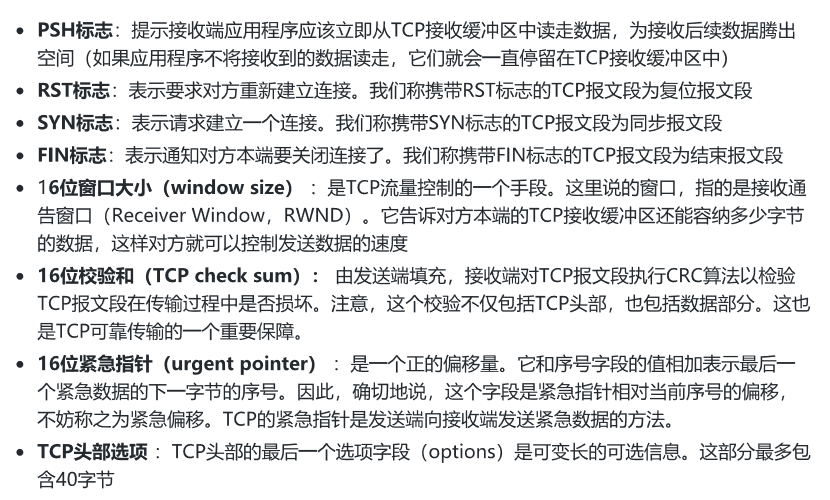 • PSH标志：提示接收端应用程序应该立即从TCP接收缓冲区中读走数据，为接收后续数据腾出
空间（如果应用程序不将接收到的数据读走，它们就会一直停留在TCP接收缓冲区中）
• RST标志：表示要求对方重新建立连接。我们称携带RST标志的TCP报文段为复位报文段
• SYN标志：表示请求建立一个连接。我们称携带SYN标志的TCP报文段为同步报文段
• FIN标志：表示通知对方本端要关闭连接了。我们称携带FIN标志的TCP报文段为结束报文段
• 16位窗口大小（window size）：是TCP流量控制的一个手段。这里说的窗口，指的是接收通
告窗口（Receiver Window，RWND）。它告诉对方本端的TCP接收缓冲区还能容纳多少字节
的数据，这样对方就可以控制发送数据的速度
• 16位校验和（TCP check sum）： 由发送端填充，接收端对TCP报文段执行CRC算法以检验
TCP报文段在传输过程中是否损坏。注意，这个校验不仅包括TCP头部，也包括数据部分。这也
是TCP可靠传输的一个重要保障。
• 16位紧急指针（urgent pointer）：是一个正的偏移量。它和序号字段的值相加表示最后一
个紧急数据的下一字节的序号。因此，确切地说，这个字段是紧急指针相对当前序号的偏移，
不妨称之为紧急偏移。TCP的紧急指针是发送端向接收端发送紧急数据的方法。
• TCP头部选项 ：TCP头部的最后一个选项字段（options）是可变长的可选信息。这部分最多包
含40字节